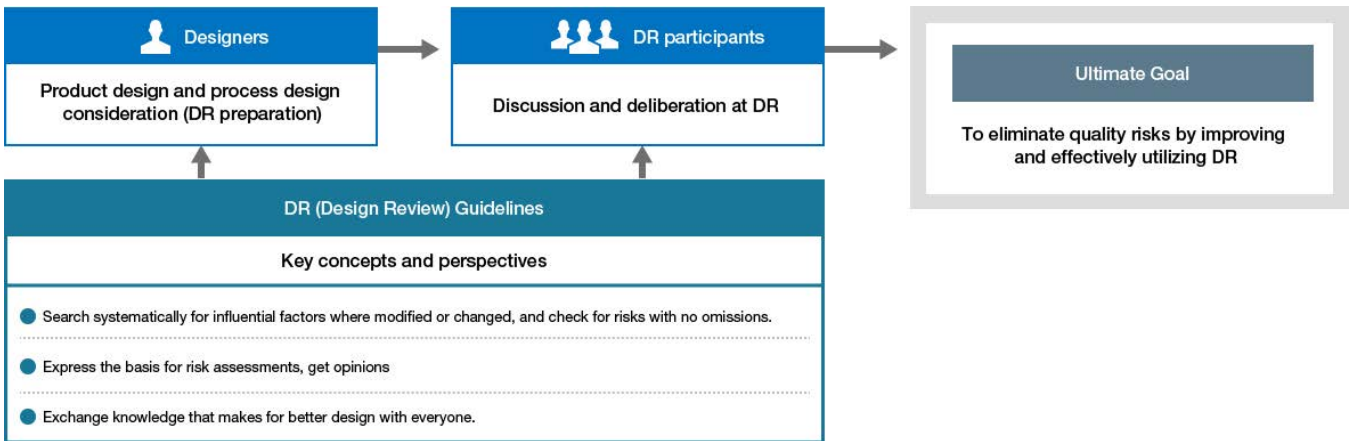 Designers
Product design and process design
consideration (DR preparation)
DR participants
Discussion and deliberation at DR
Ultimate Goal
To eliminate quality risks by improving
and effectively utilizing DR
DR (Design Review) Guidelines
Key concepts and perspectives
Search systematically for influential factors where modified or changed, and check for risks with no omissions.
Express the basis for risk assessments, get opinions
Exchange knowledge that makes for better design with everyone.